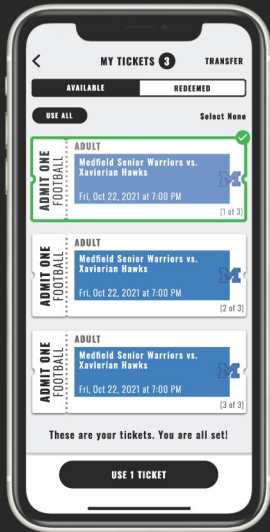 MY TICKETS 3
TRANSFER
AVAILABLE
REDEEMED
USE ALL
Select None
ADMIT ONE
FOOTBALL
ADULT
Medfield Senior Warriors vs.
Xavierian Hawks
Fri, Oct 22, 2021 at 7:00 PM
M
(1 of 3)
ADMIT ONE
FOOTBALL
ADULT
Medfield Senior Warriors vs.
Xavierian Hawks
Fri, Oct 22, 2021 at 7:00 PM
M
(2 of 3)
ADMIT ONE
FOOTBALL
ADULT
Medfield Senior Warriors vs.
Xavierian Hawks
Fri, Oct 22, 2021 at 7:00 PM
M
(3 of 3)
These are your tickets. You are all set!
USE 1 TICKET